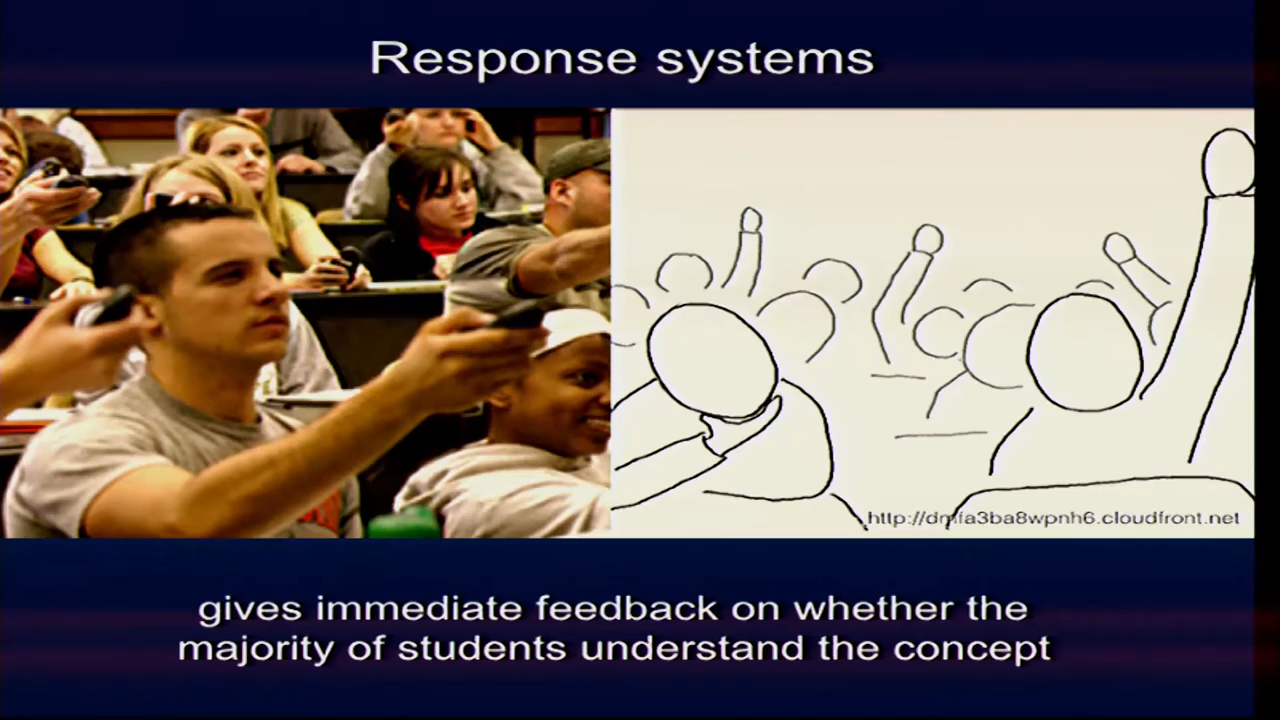 Response systems
http://dmfa3ba8wpnh6.cloudfront.net
gives immediate feedback on whether the
majority of students understand the concept